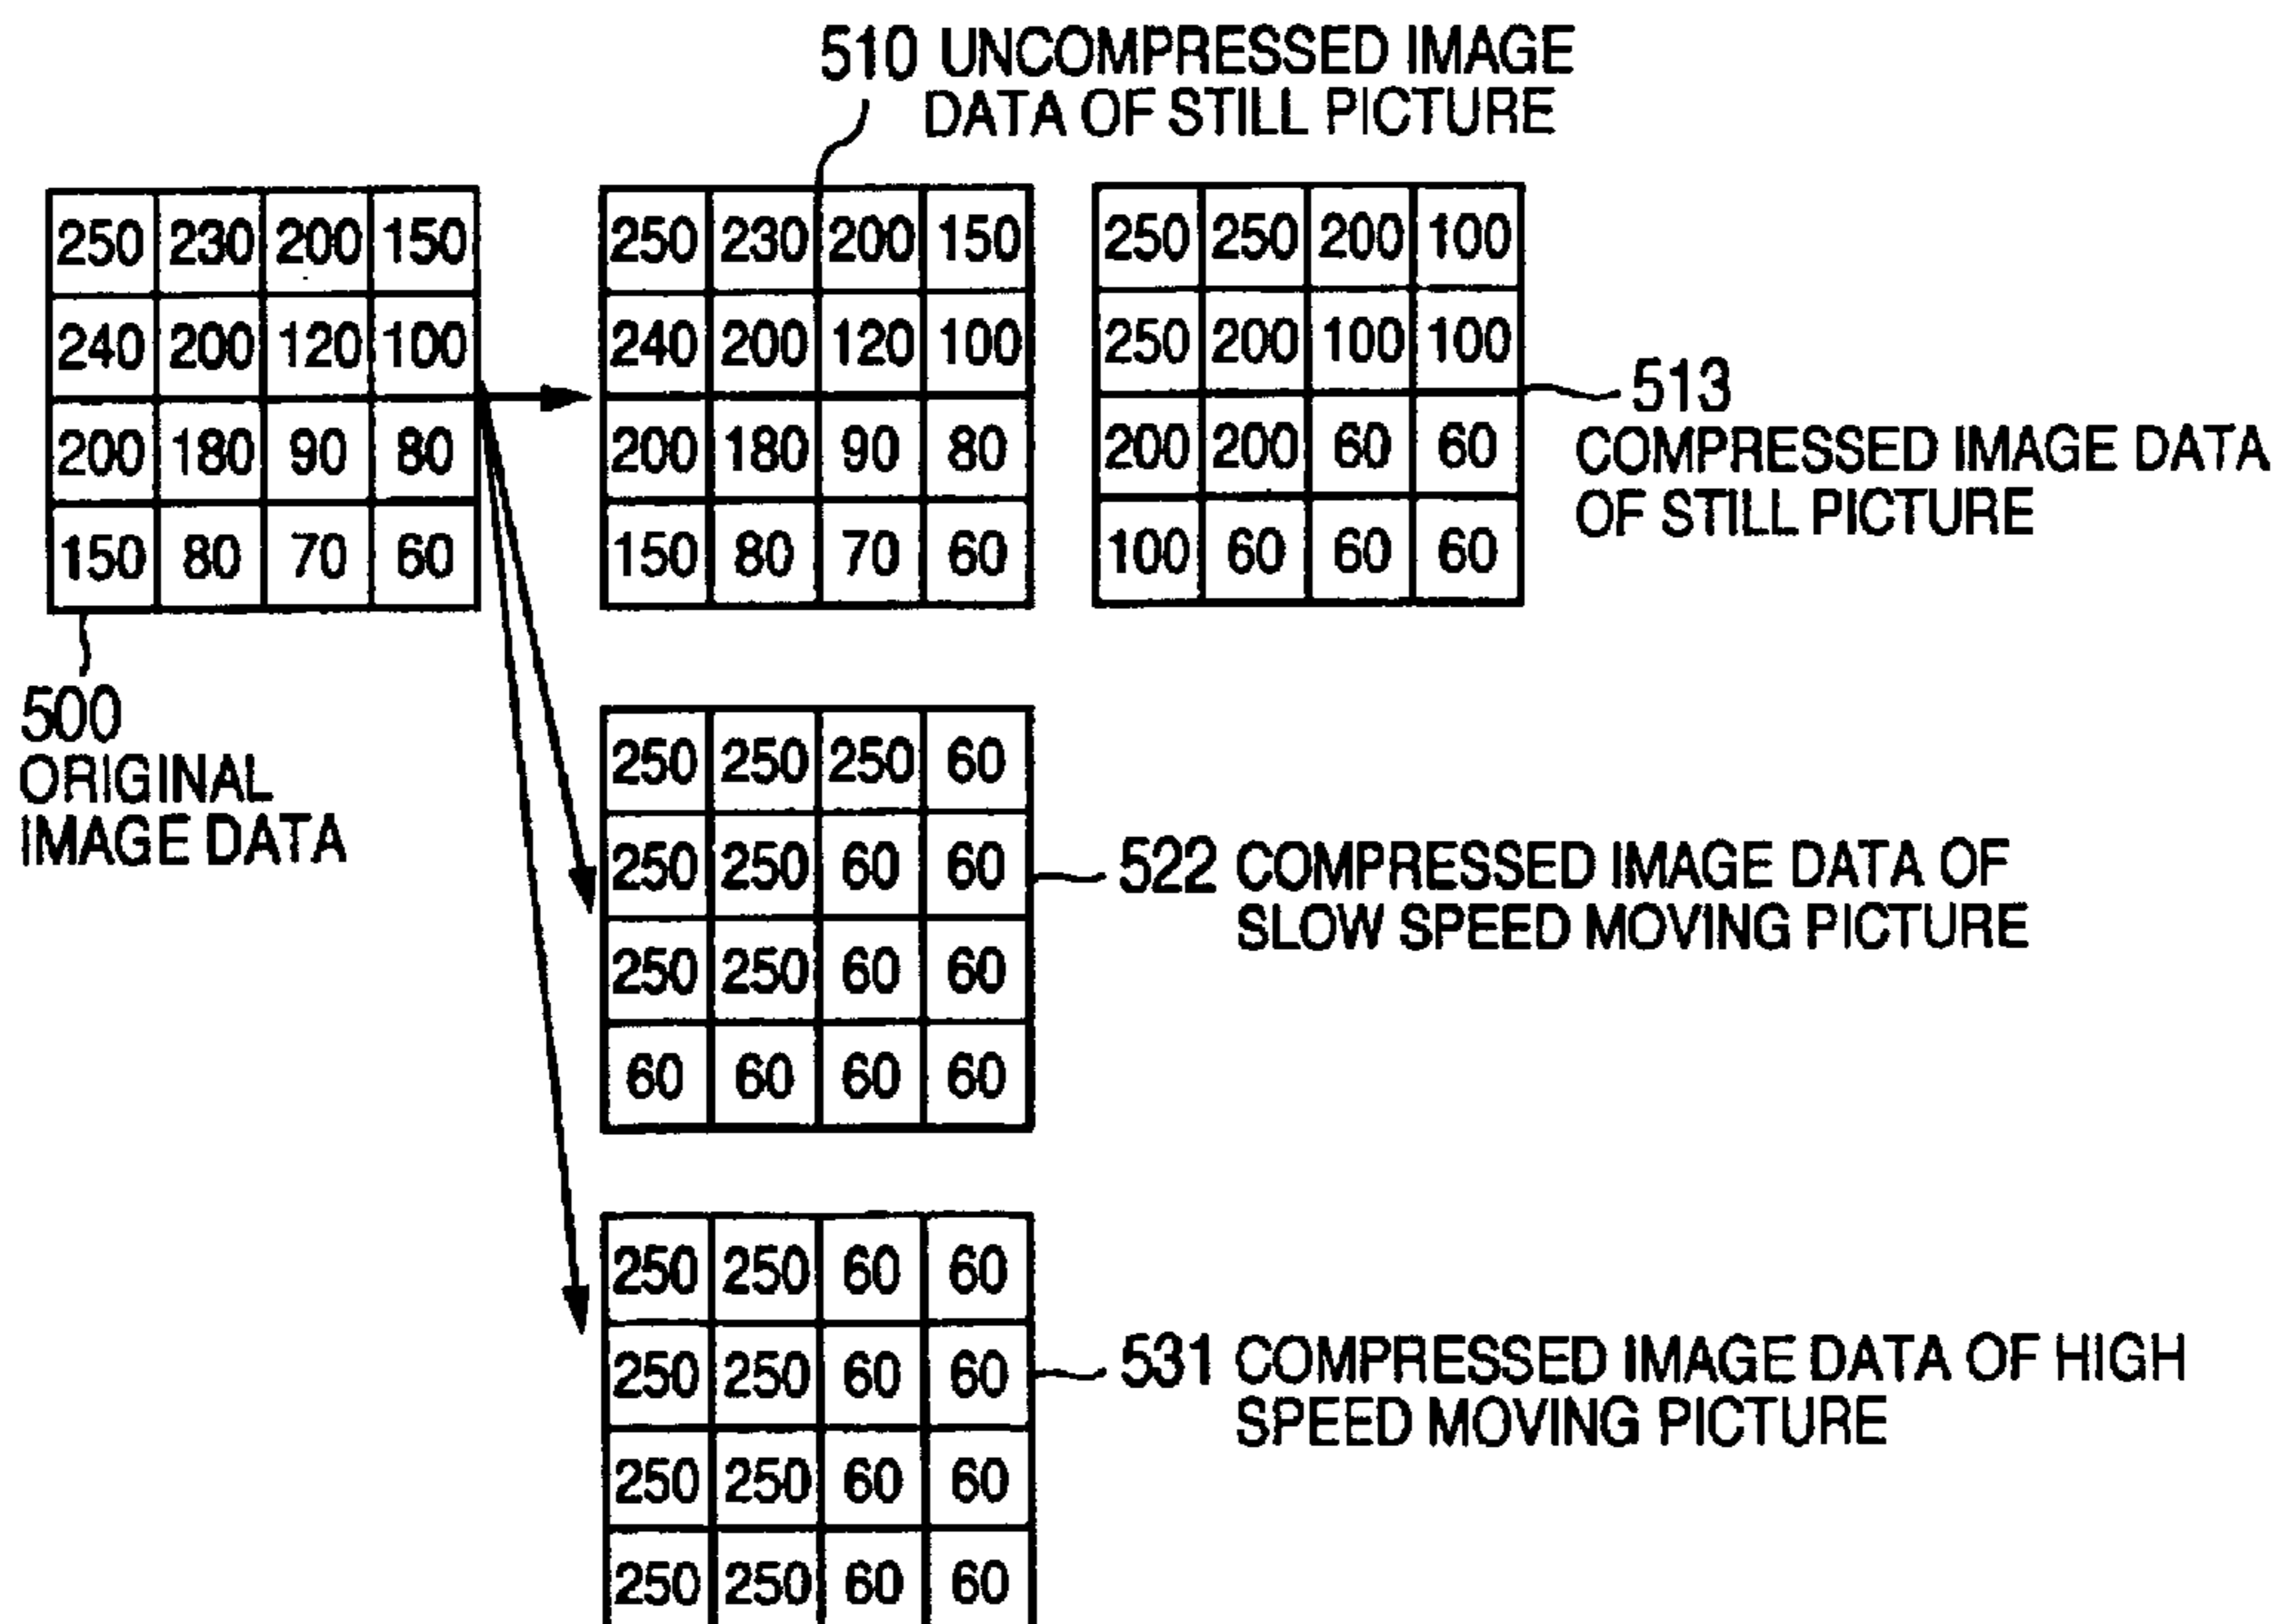 510 UNCOMPRESSED IMAGE
DATA OF STILL PICTURE
250 230 200 150
240 200 120 100
200 180 90 80
150 80 70 60
500
ORIGINAL
IMAGE DATA
250 230 200 150
240 200 120 100
200 180 90 80
150 80 70 60
250 250 200 100
250 200 100 100
200 200 60 60
100 60 60 60
513
COMPRESSED IMAGE DATA
OF STILL PICTURE
250 250 250 60
250 250 60 60
250 250 60 60
60 60 60 60
522 COMPRESSED IMAGE DATA OF
SLOW SPEED MOVING PICTURE
250 250 60 60
250 250 60 60
250 250 60 60
250 250 60 60
531 COMPRESSED IMAGE DATA OF HIGH
SPEED MOVING PICTURE